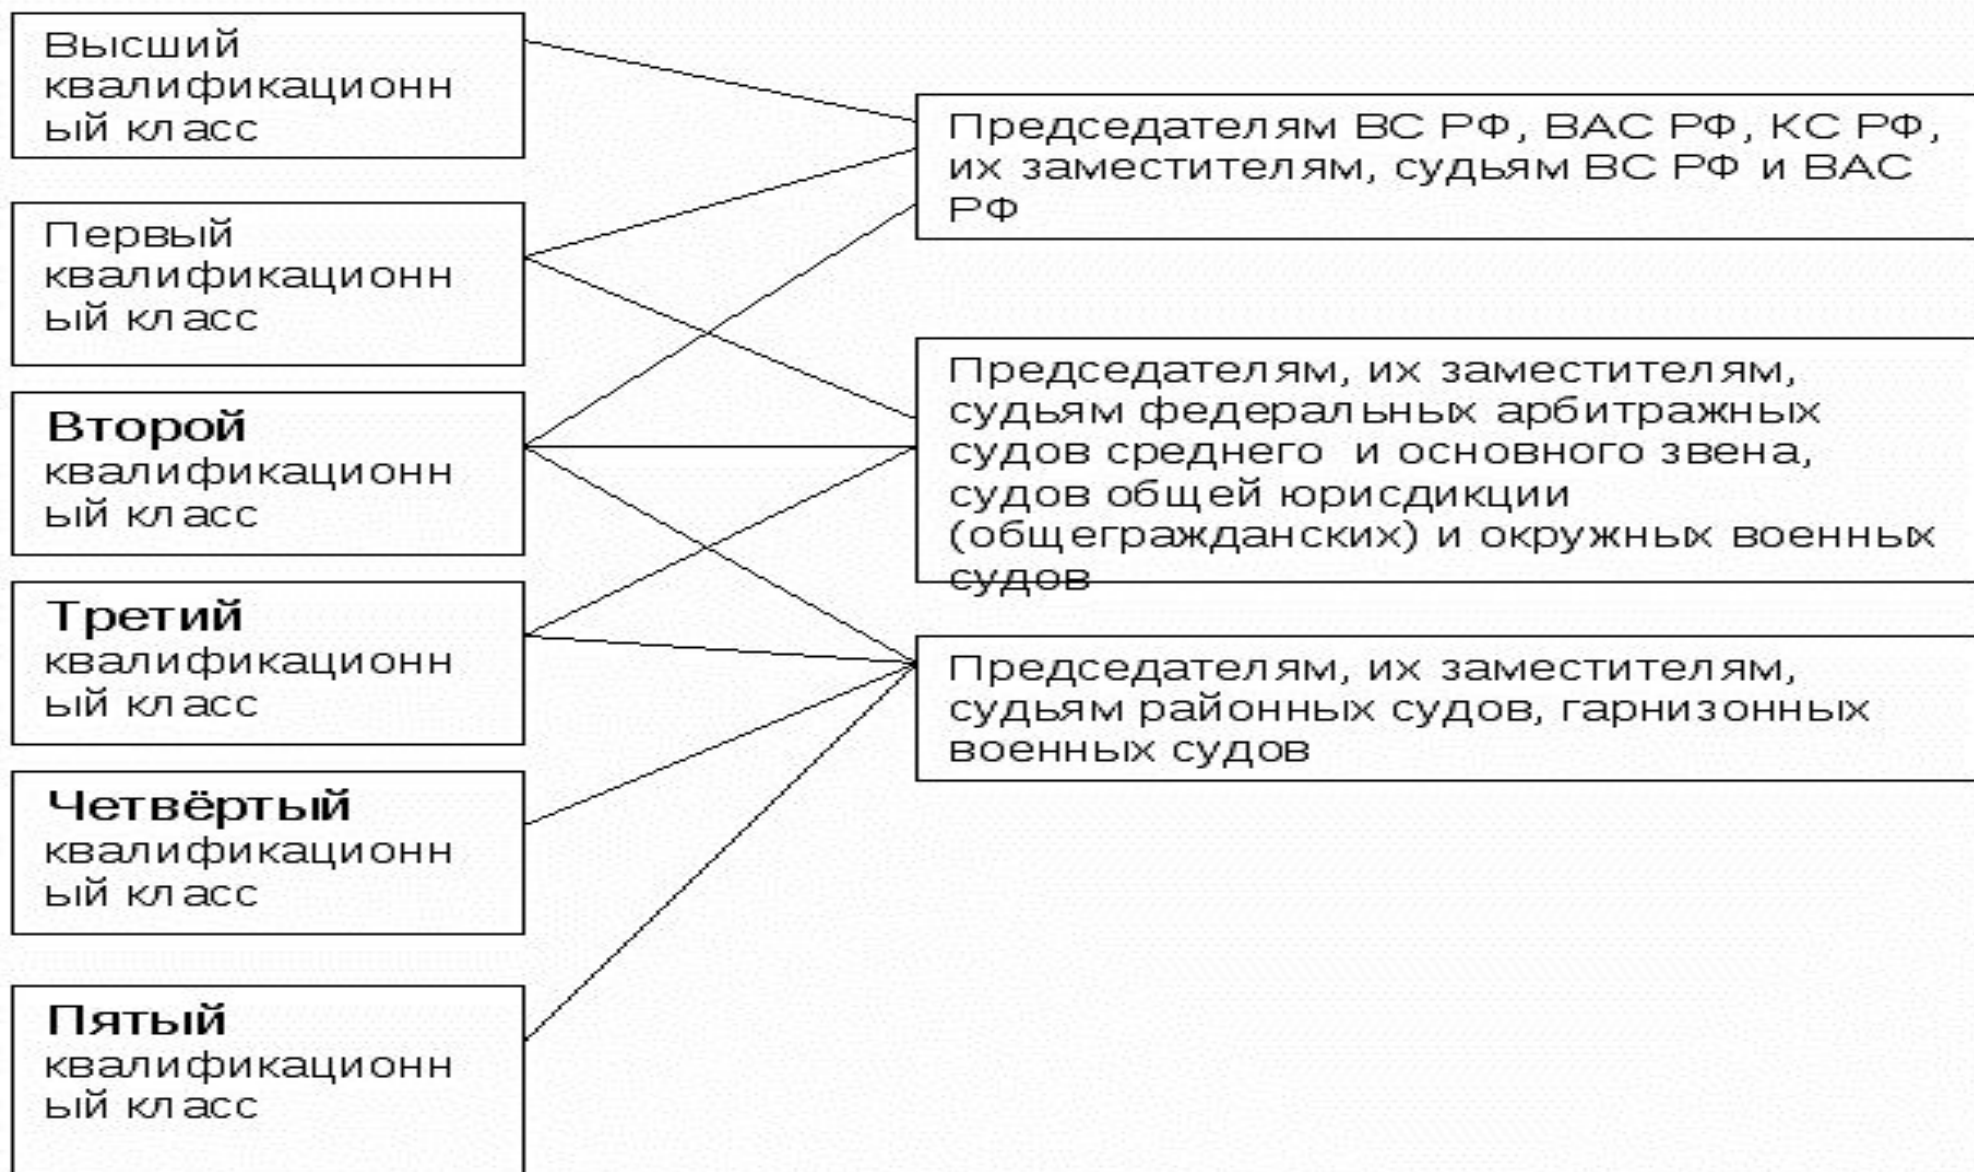 Высший
квалификационн
ый класс
Первый
квалификационн
ый класс
Второй
квалификационн
ый класс
Третий
квалификационн
ый класс
Четвёртый
квалификационн
ый класс
Пятый
квалификационн
ый класс
Председателям ВС РФ, ВАС РФ, КС РФ,
их заместителям, судьям ВС РФ и ВАС
РФ
Председателям, их заместителям,
судьям федеральных арбитражных
судов среднего и основного звена,
судов общей юрисдикции
(общегражданских) и окружных военных
судов
Председателям, их заместителям,
судьям районных судов, гарнизонных
военных судов